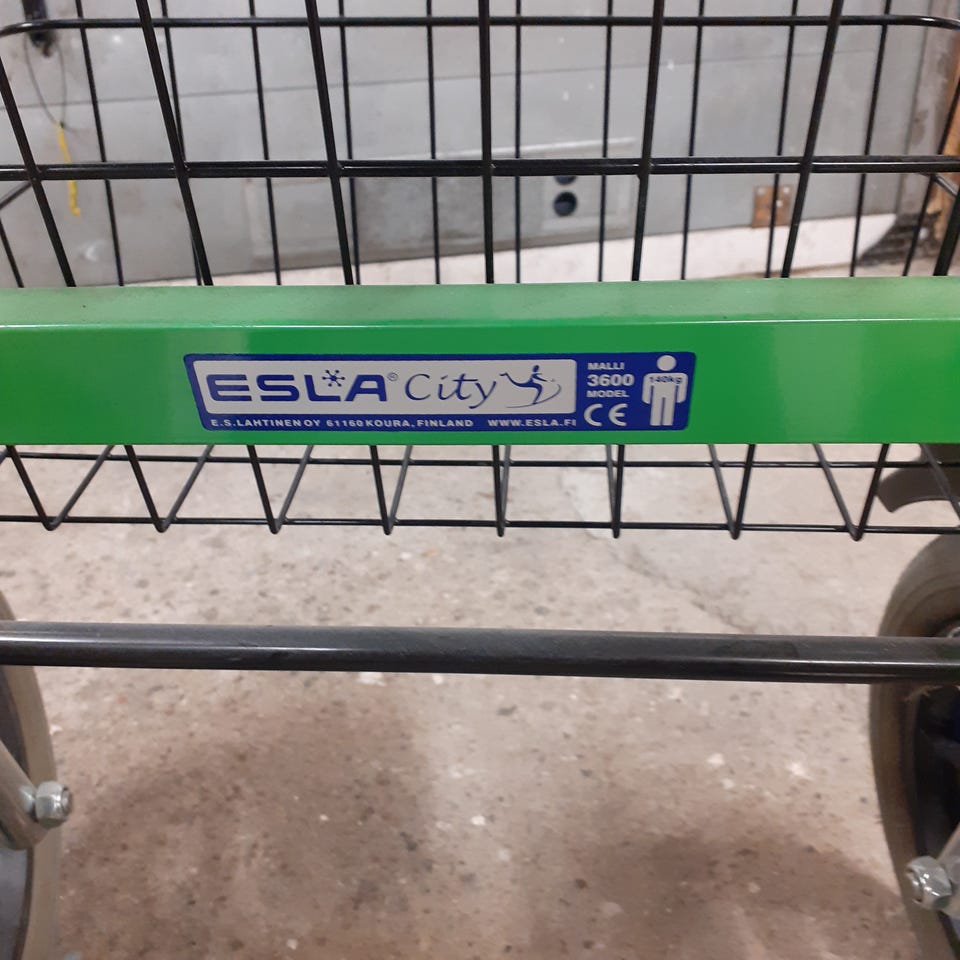 ESLA® City
MALLI
3600
MODEL
CE
140kg
E.S.LAHTINEN OY 61160 KOURA, FINLAND WWW.ESLA.FI